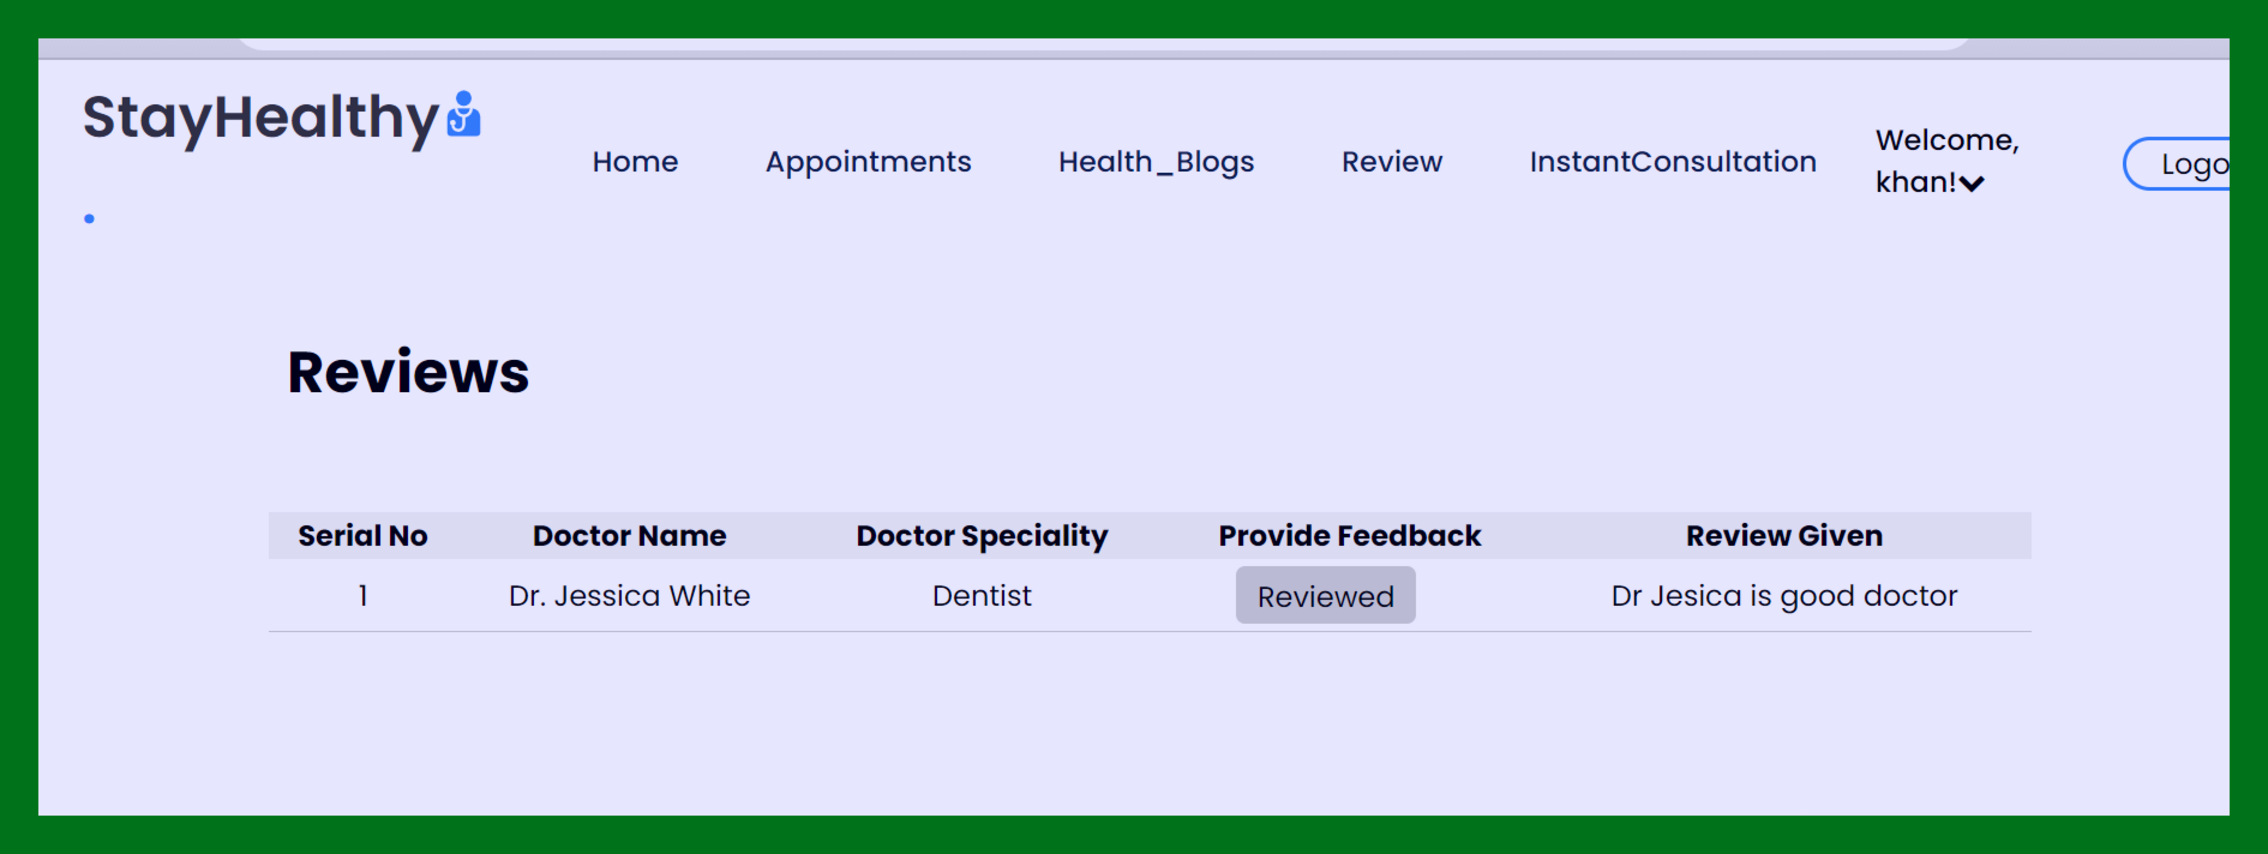 StayHealthy
Home Appointments Health_Blogs Review InstantConsultation Welcome, khan! Logo
Reviews
Serial No Doctor Name Doctor Speciality Provide Feedback Review Given
1 Dr. Jessica White Dentist Reviewed Dr Jesica is good doctor